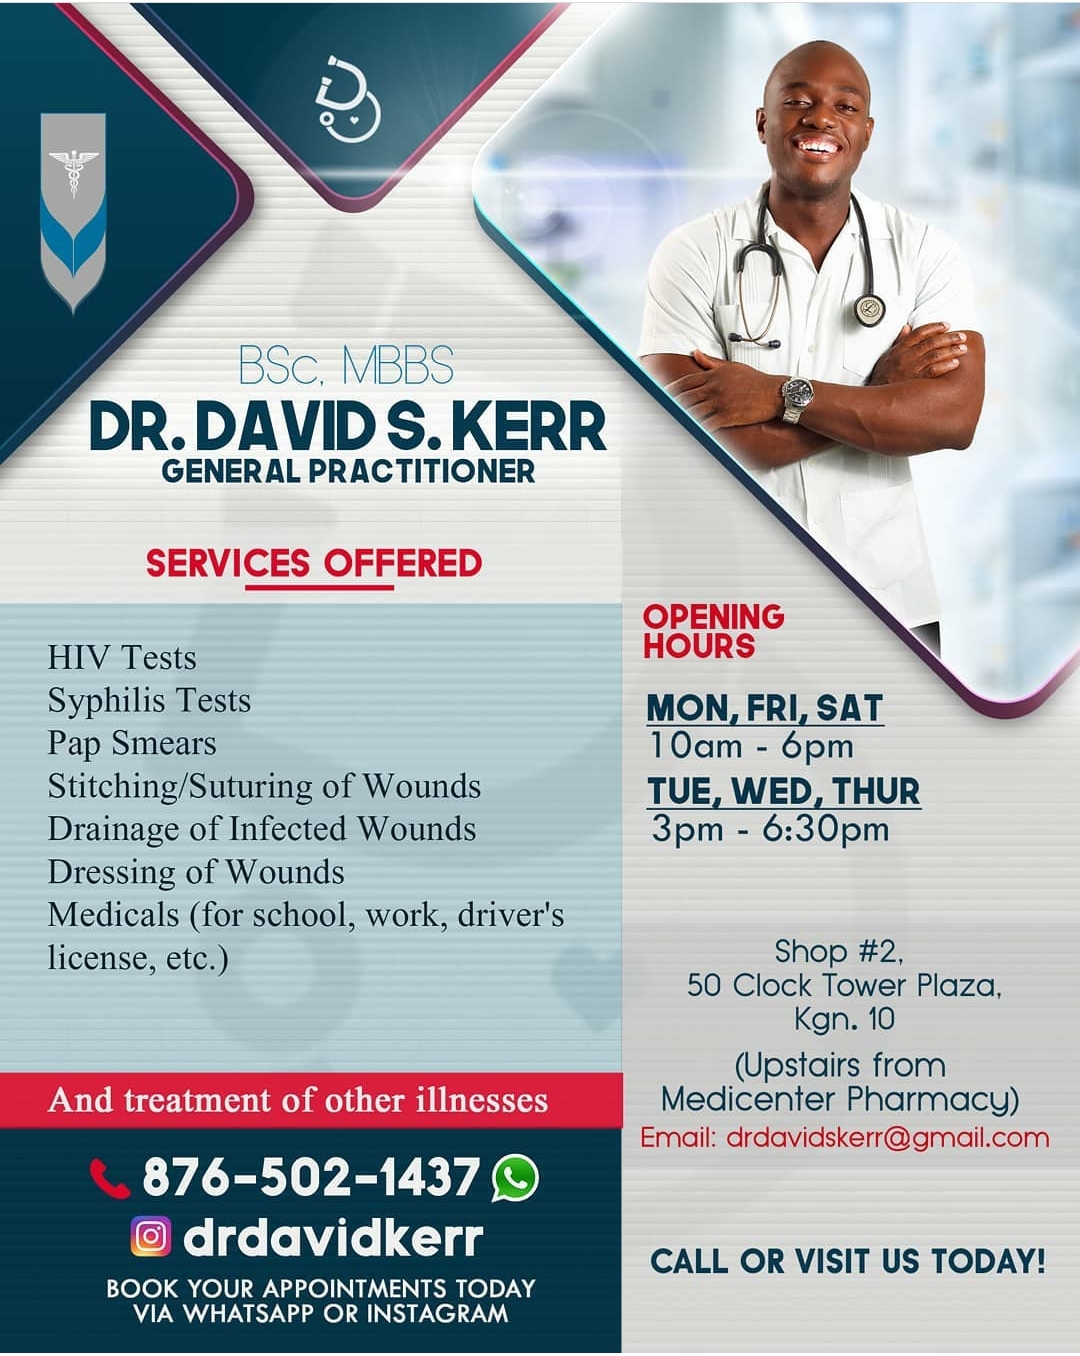 BSc, MBBS
DR. DAVID S. KERR
GENERAL PRACTITIONER
SERVICES OFFERED
HIV Tests
Syphilis Tests
Pap Smears
Stitching/Suturing of Wounds
Drainage of Infected Wounds
Dressing of Wounds
Medicals (for school, work, driver's
license, etc.)
And treatment of other illnesses
876-502-1437
drdavidkerr
BOOK YOUR APPOINTMENTS TODAY
VIA WHATSAPP OR INSTAGRAM
OPENING
HOURS
MON, FRI, SAT
10am - 6pm
TUE, WED, THUR
3pm - 6:30pm
Shop #2,
50 Clock Tower Plaza,
Kgn. 10
(Upstairs from
Medicenter Pharmacy)
Email: drdavidskerr@gmail.com
CALL OR VISIT US TODAY!